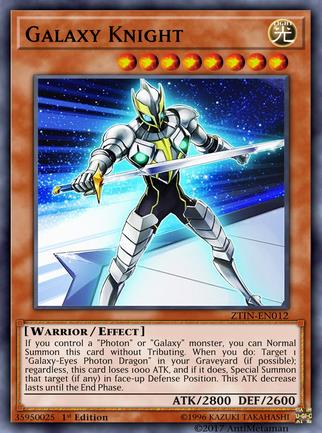 GALAXY KNIGHT
LIGHT
光
ZTIN-EN012
[WARRIOR / EFFECT]
If you control a "Photon" or "Galaxy" monster, you can Normal
Summon this card without Tributing. When you do: Target 1
"Galaxy-Eyes Photon Dragon" in your Graveyard (if possible);
regardless, this card loses 1000 ATK, and if it does, Special Summon
that target (if any) in face-up Defense Position. This ATK decrease
lasts until the End Phase.
ATK/2800 DEF/2600
35950025 1st Edition ©1996 KAZUKI TAKAHASHI
©2017 AntiMetaman